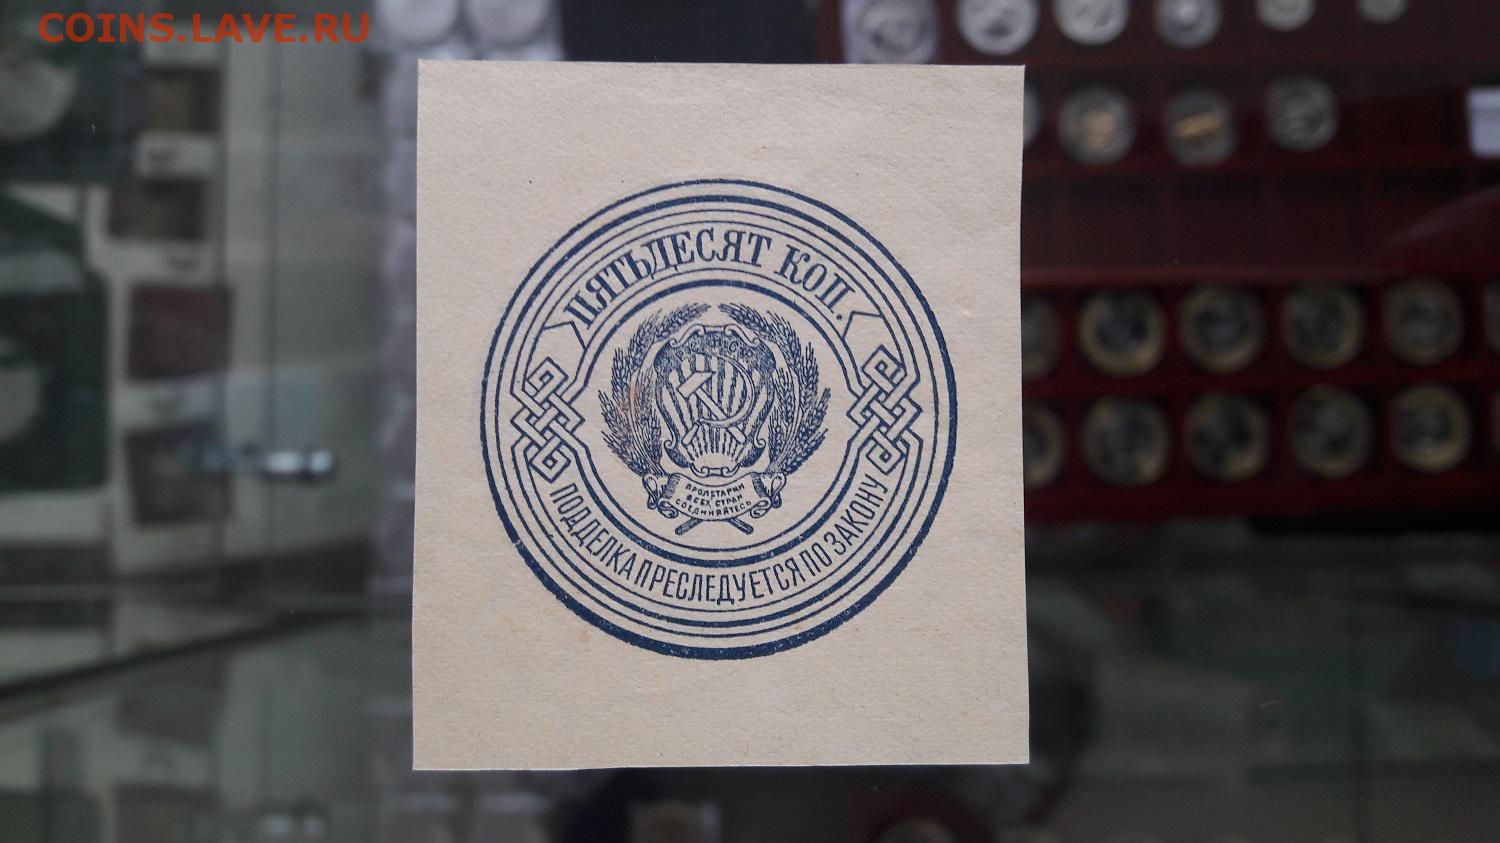 COINS.LAVE.RU
ПЯТЬДЕСЯТ КОП.
ПРОЛЕТАРИИ
ВСЕХ СТРАН
СОЕДИНЯЙТЕСЬ
ПОДДЕЛКА ПРЕСЛЕДУЕТСЯ ПО ЗАКОНУ